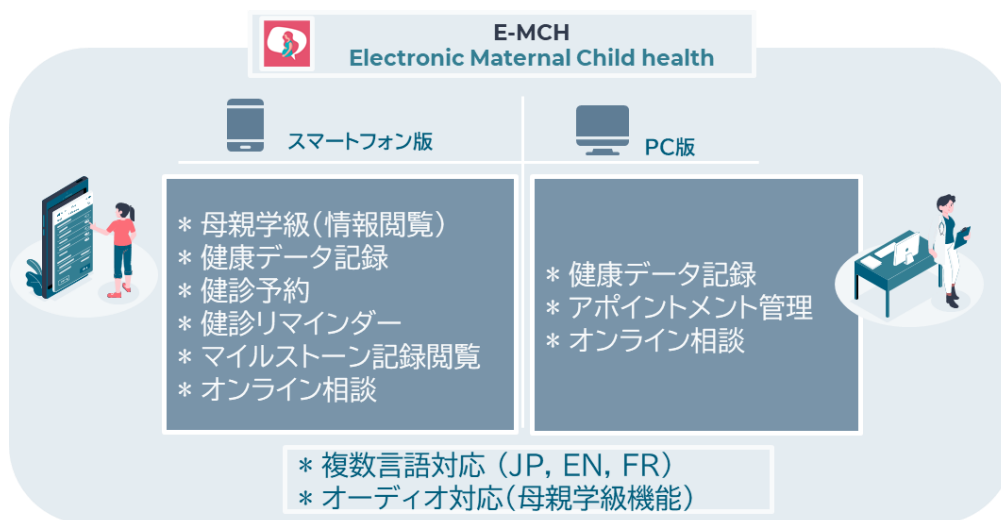 E-MCH
Electronic Maternal Child health
スマートフォン版
PC版
* 母親学級（情報閲覧）
* 健康データ記録
* 健診予約
* 健診リマインダー
* マイルストーン記録閲覧
* オンライン相談
* 健康データ記録
* アポイントメント管理
* オンライン相談
* 複数言語対応 （JP, EN, FR）
* オーディオ対応（母親学級機能）